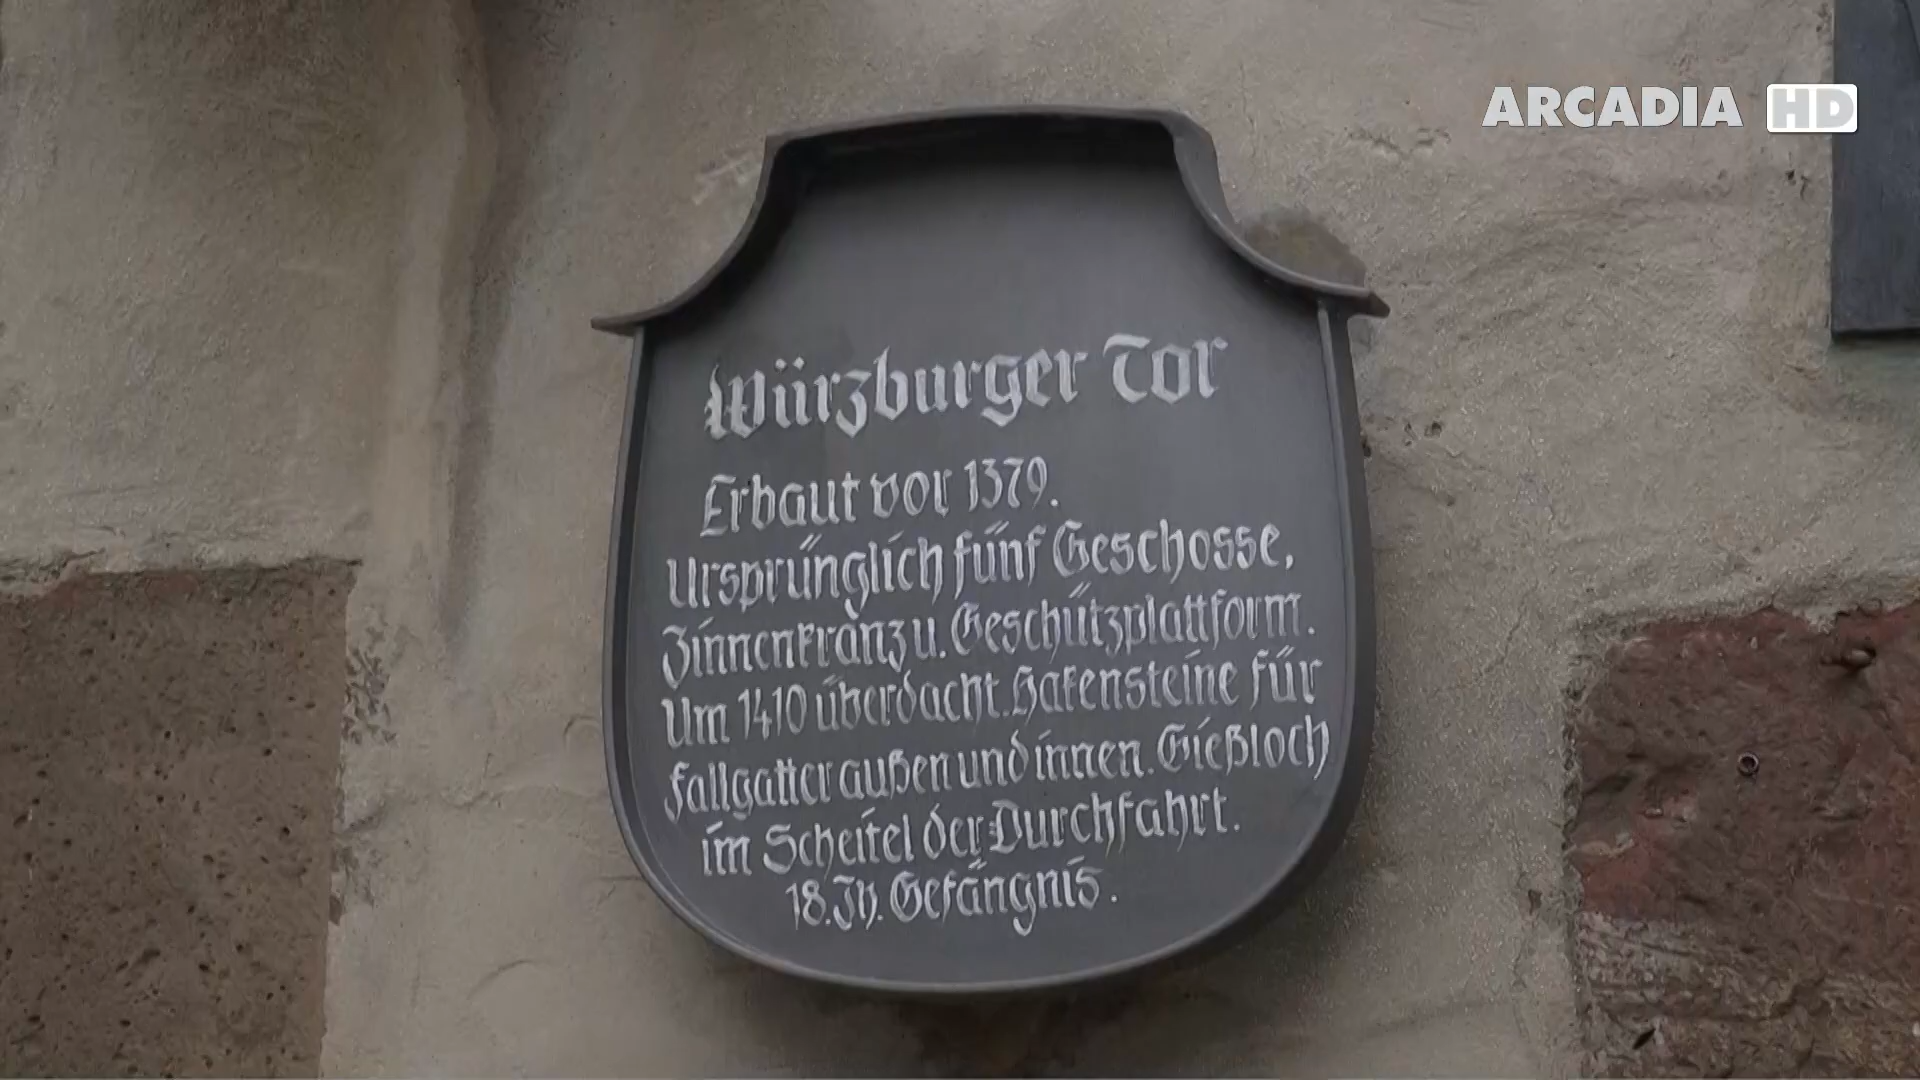 ARCADIA HD
Würzburger Tor
Erbaut vor 1379.
Ursprünglich fünf Geschosse,
Zinnenkranz u. Geschützplattform.
Um 1410 überdacht. Hakensteine für
Fallgatter außen und innen. Gießloch
im Scheitel der Durchfahrt.
18. Jh. Gefängnis.